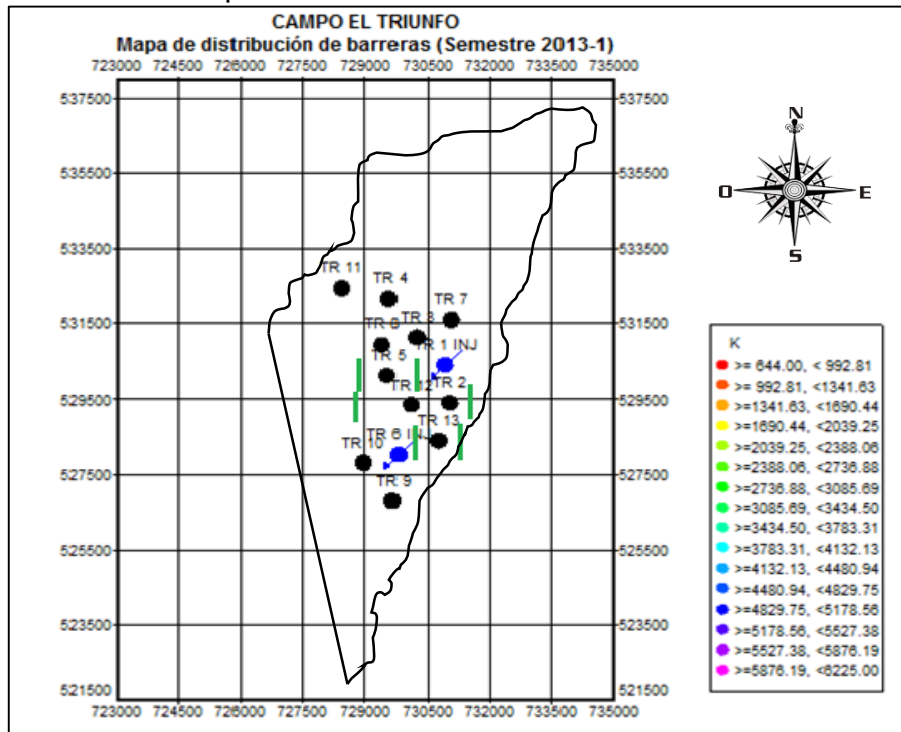 CAMPO EL TRIUNFO
Mapa de distribución de barreras (Semestre 2013-1)
723000 724500 726000 727500 729000 730500 732000 733500 735000
537500 537500
N
535500 535500
O E
533500 533500
S
TR 11
TR 4
TR 7
531500 531500
TR 3
TR 8
TR 1 INJ
K
TR 5
>= 644.00, < 992.81
TR 12 TR 2
>= 992.81, <1341.63
529500 529500
>=1341.63, <1690.44
TR 13
>=1690.44, <2039.25
TR 10 TR 6 INJ
>=2039.25, <2388.06
527500 527500
>=2388.06, <2736.88
TR 9
>=2736.88, <3085.69
>=3085.69, <3434.50
525500 525500
>=3434.50, <3783.31
>=3783.31, <4132.13
>=4132.13, <4480.94
523500 523500
>=4480.94, <4829.75
>=4829.75, <5178.56
>=5178.56, <5527.38
>=5527.38, <5876.19
>=5876.19, <6225.00
521500 521500
723000 724500 726000 727500 729000 730500 732000 733500 735000